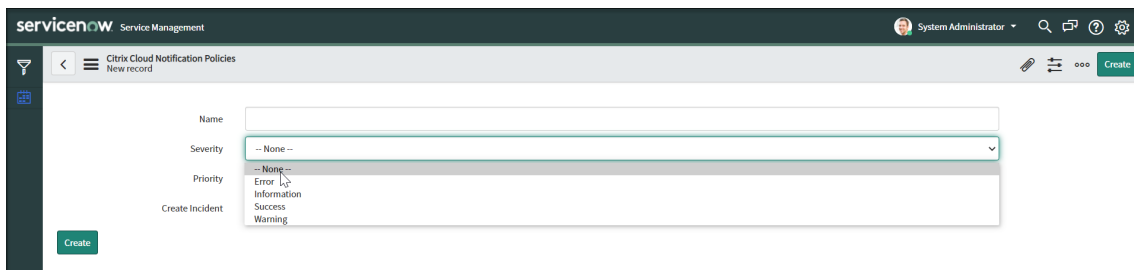 servicenow Service Management
System Administrator
Citrix Cloud Notification Policies
New record
Create
Name
Severity
-- None --
-- None --
Error
Information
Success
Warning
Priority
Create Incident
Create